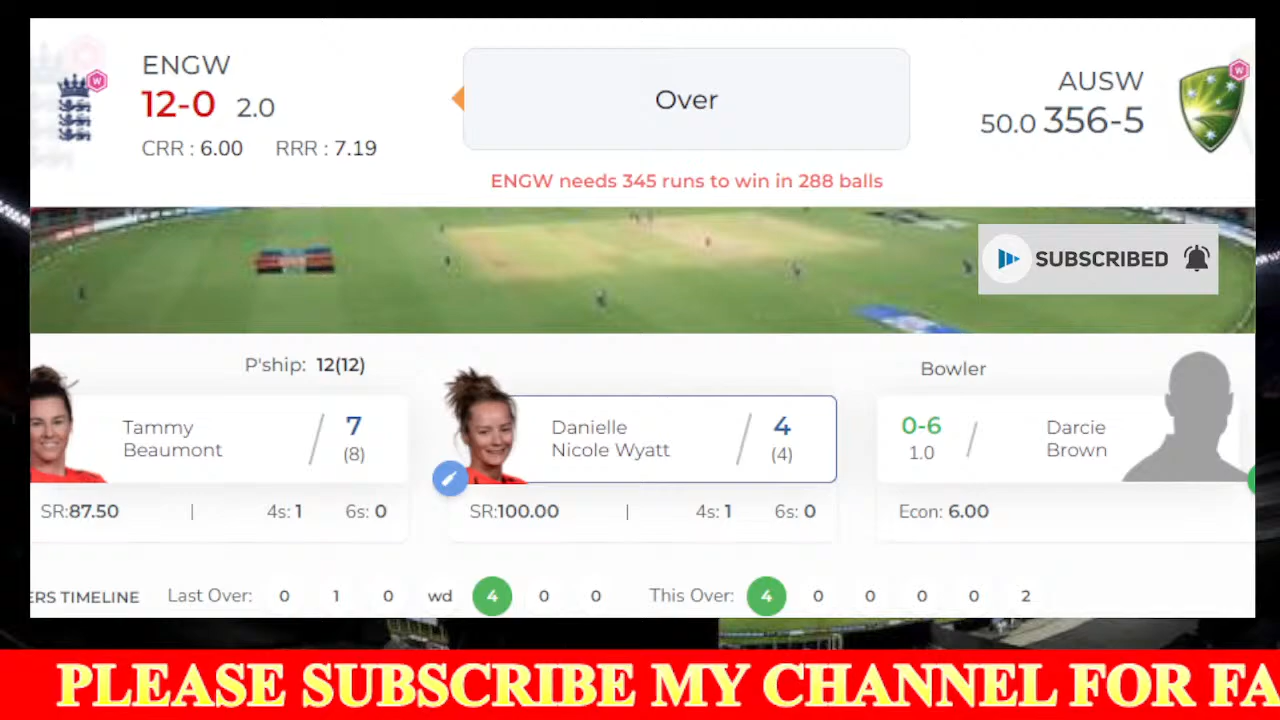 ENGW
12-0 2.0
CRR : 6.00 RRR : 7.19
Over
AUSW
50.0 356-5
W
W
ENGW needs 345 runs to win in 288 balls
SUBSCRIBED
P'ship: 12(12)
Bowler
Tammy
Beaumont
7
(8)
Danielle
Nicole Wyatt
4
(4)
0-6
1.0
Darcie
Brown
SR:87.50 | 4s: 1 6s: 0
SR:100.00 | 4s: 1 6s: 0
Econ: 6.00
ERS TIMELINE Last Over: 0 1 0 wd 4 0 0 This Over: 4 0 0 0 0 2
PLEASE SUBSCRIBE MY CHANNEL FOR FA